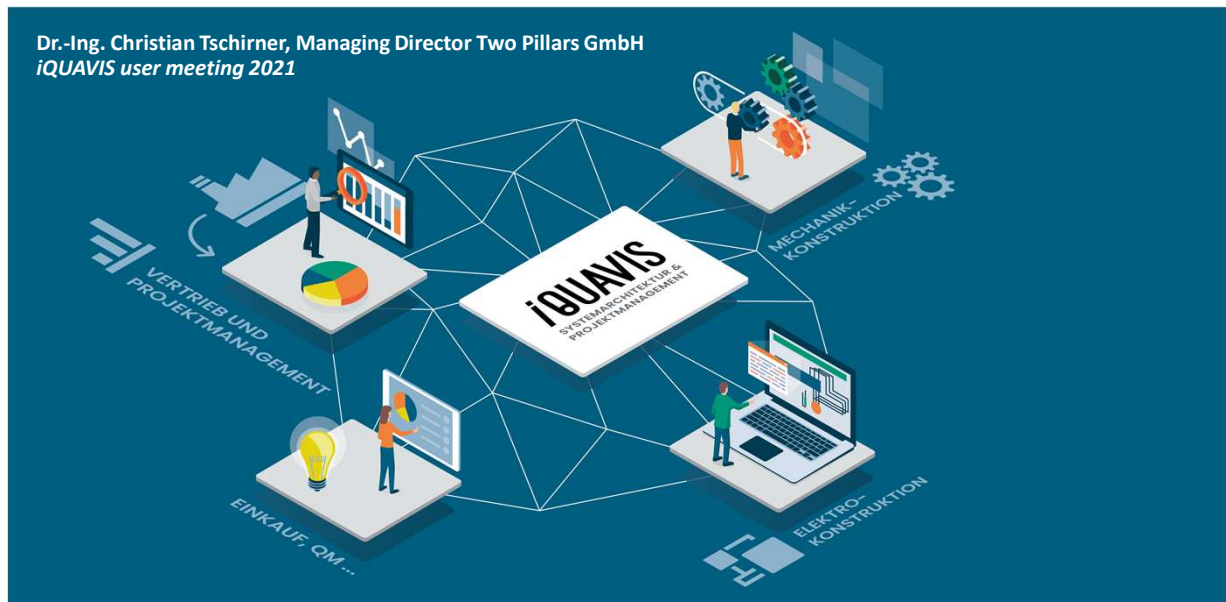 Dr.-Ing. Christian Tschirner, Managing Director Two Pillars GmbH
iQUAVIS user meeting 2021
MECHANIK-
KONSTRUKTION
iQUAVIS
SYSTEMARCHITEKTUR &
PROJEKTMANAGEMENT
VERTRIEB UND
PROJEKTMANAGEMENT
EINKAUF, QM ...
ELEKTRO-
KONSTRUKTION